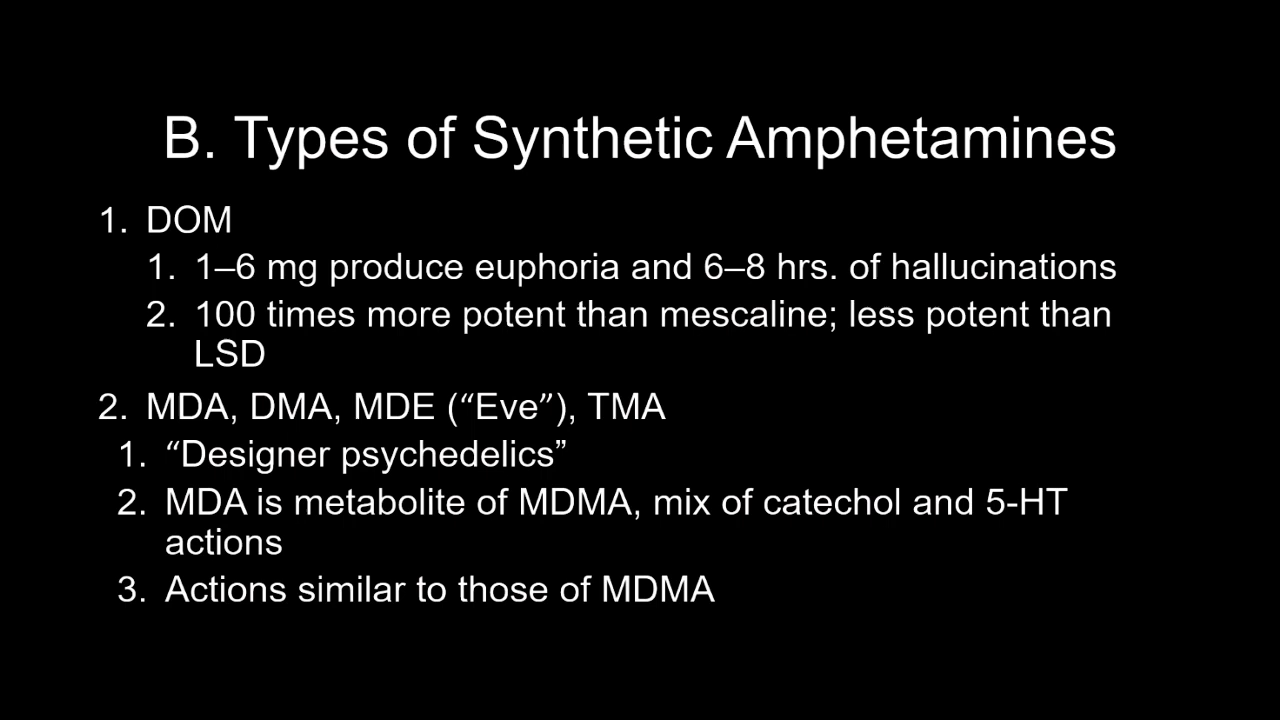 B. Types of Synthetic Amphetamines
1. DOM
1. 1–6 mg produce euphoria and 6–8 hrs. of hallucinations
2. 100 times more potent than mescaline; less potent than
LSD
2. MDA, DMA, MDE (“Eve”), TMA
1. “Designer psychedelics”
2. MDA is metabolite of MDMA, mix of catechol and 5-HT
actions
3. Actions similar to those of MDMA